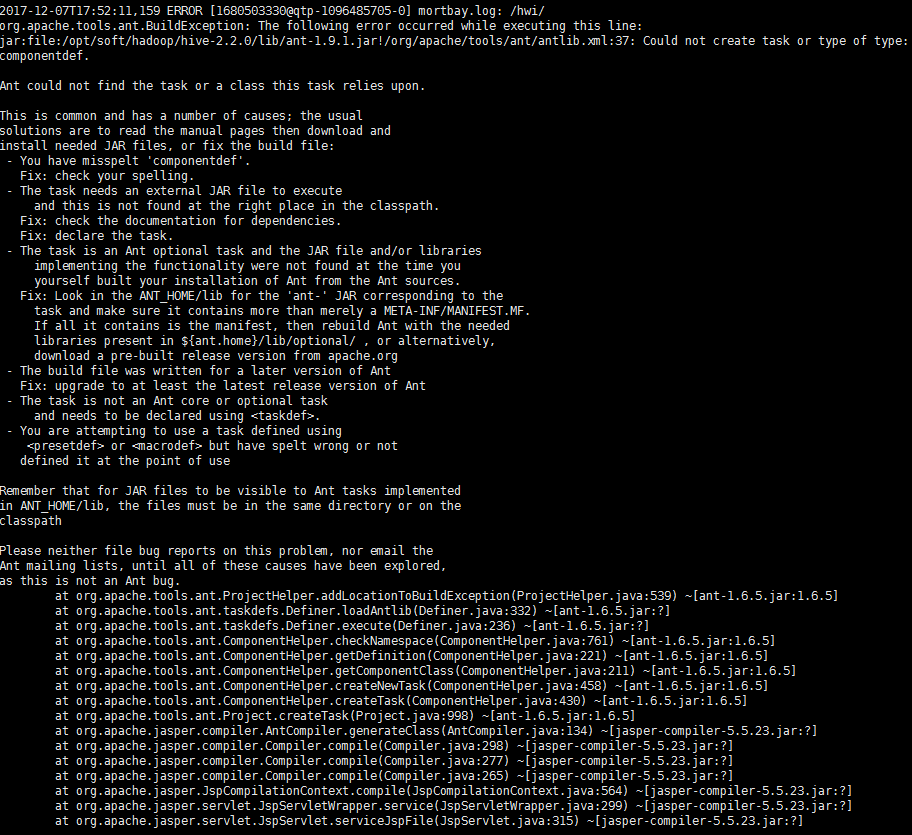 2017-12-07T17:52:11,159 ERROR [1680503330@qtp-1096485705-0] mortbay.log: /hwi/
org.apache.tools.ant.BuildException: The following error occurred while executing this line:
jar:file:/opt/soft/hadoop/hive-2.2.0/lib/ant-1.9.1.jar!/org/apache/tools/ant/antlib.xml:37: Could not create task or type of type:
componentdef.

Ant could not find the task or a class this task relies upon.

This is common and has a number of causes; the usual
solutions are to read the manual pages then download and
install needed JAR files, or fix the build file:
 - You have misspelt 'componentdef'.
   Fix: check your spelling.
 - The task needs an external JAR file to execute
     and this is not found at the right place in the classpath.
   Fix: check the documentation for dependencies.
   Fix: declare the task.
 - The task is an Ant optional task and the JAR file and/or libraries
     implementing the functionality were not found at the time you
     yourself built your installation of Ant from the Ant sources.
   Fix: Look in the ANT_HOME/lib for the 'ant-' JAR corresponding to the
     task and make sure it contains more than merely a META-INF/MANIFEST.MF.
     If all it contains is the manifest, then rebuild Ant with the needed
     libraries present in ${ant.home}/lib/optional/ , or alternatively,
     download a pre-built release version from apache.org
 - The build file was written for a later version of Ant
   Fix: upgrade to at least the latest release version of Ant
 - The task is not an Ant core or optional task
     and needs to be declared using <taskdef>.
 - You are attempting to use a task defined using
    <presetdef> or <macrodef> but have spelt wrong or not
   defined it at the point of use

Remember that for JAR files to be visible to Ant tasks implemented
in ANT_HOME/lib, the files must be in the same directory or on the
classpath

Please neither file bug reports on this problem, nor email the
Ant mailing lists, until all of these causes have been explored,
as this is not an Ant bug.
        at org.apache.tools.ant.ProjectHelper.addLocationToBuildException(ProjectHelper.java:539) ~[ant-1.6.5.jar:1.6.5]
        at org.apache.tools.ant.taskdefs.Definer.loadAntlib(Definer.java:332) ~[ant-1.6.5.jar:?]
        at org.apache.tools.ant.taskdefs.Definer.execute(Definer.java:236) ~[ant-1.6.5.jar:?]
        at org.apache.tools.ant.ComponentHelper.checkNamespace(ComponentHelper.java:761) ~[ant-1.6.5.jar:1.6.5]
        at org.apache.tools.ant.ComponentHelper.getDefinition(ComponentHelper.java:221) ~[ant-1.6.5.jar:1.6.5]
        at org.apache.tools.ant.ComponentHelper.getComponentClass(ComponentHelper.java:211) ~[ant-1.6.5.jar:1.6.5]
        at org.apache.tools.ant.ComponentHelper.createNewTask(ComponentHelper.java:458) ~[ant-1.6.5.jar:1.6.5]
        at org.apache.tools.ant.ComponentHelper.createTask(ComponentHelper.java:430) ~[ant-1.6.5.jar:1.6.5]
        at org.apache.tools.ant.Project.createTask(Project.java:998) ~[ant-1.6.5.jar:1.6.5]
        at org.apache.jasper.compiler.AntCompiler.generateClass(AntCompiler.java:134) ~[jasper-compiler-5.5.23.jar:?]
        at org.apache.jasper.compiler.Compiler.compile(Compiler.java:298) ~[jasper-compiler-5.5.23.jar:?]
        at org.apache.jasper.compiler.Compiler.compile(Compiler.java:277) ~[jasper-compiler-5.5.23.jar:?]
        at org.apache.jasper.compiler.Compiler.compile(Compiler.java:265) ~[jasper-compiler-5.5.23.jar:?]
        at org.apache.jasper.JspCompilationContext.compile(JspCompilationContext.java:564) ~[jasper-compiler-5.5.23.jar:?]
        at org.apache.jasper.servlet.JspServletWrapper.service(JspServletWrapper.java:299) ~[jasper-compiler-5.5.23.jar:?]
        at org.apache.jasper.servlet.JspServlet.serviceJspFile(JspServlet.java:315) ~[jasper-compiler-5.5.23.jar:?]